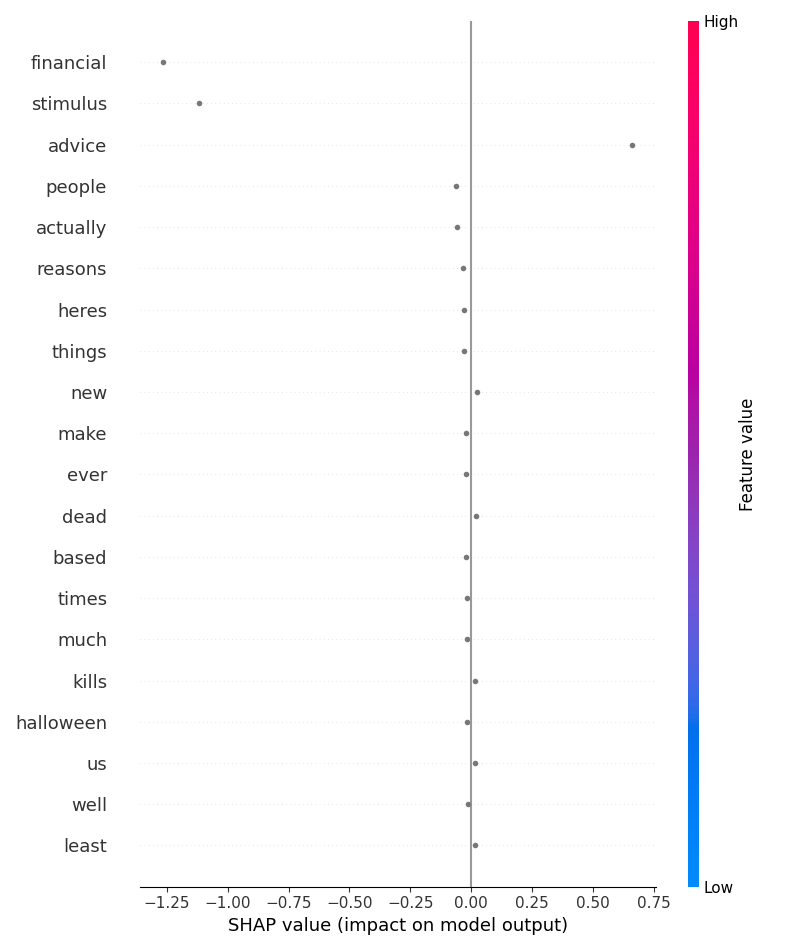 High
financial
stimulus
advice
people
actually
reasons
heres
things
new
make
ever
dead
based
times
much
kills
halloween
us
well
least
Feature value
Low
−1.25 −1.00 −0.75 −0.50 −0.25 0.00 0.25 0.50 0.75
SHAP value (impact on model output)